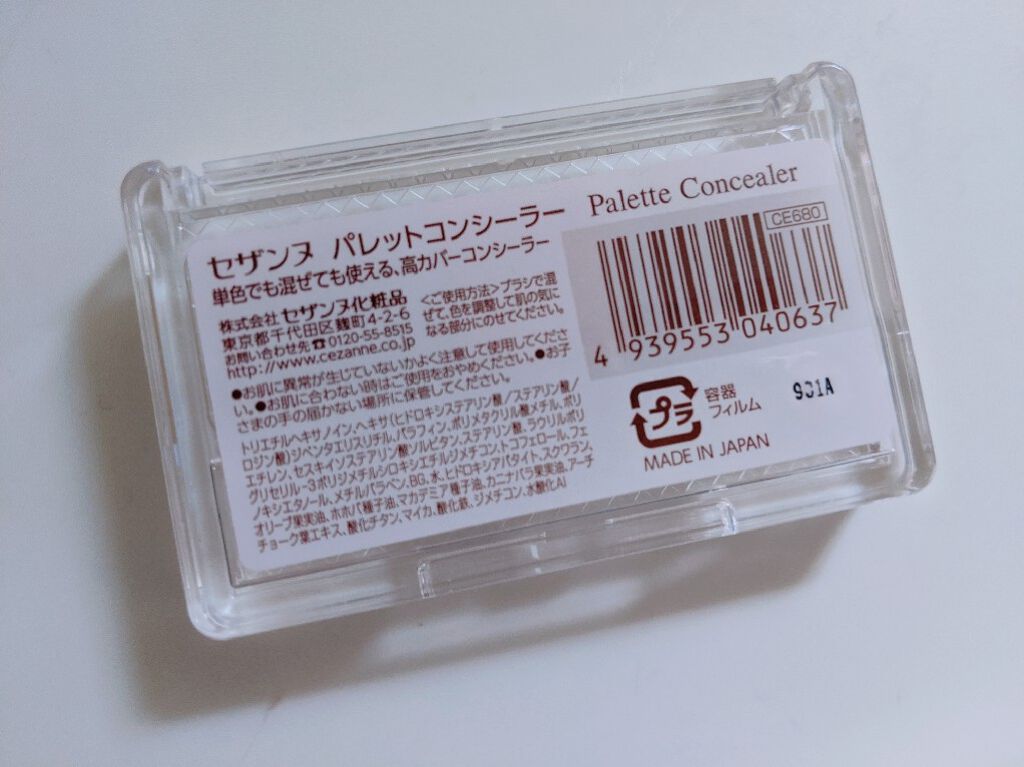 セザンヌ パレットコンシーラー
単色でも混ぜても使える、高カバーコンシーラー
株式会社 セザンヌ化粧品
東京都千代田区麹町4-2-6
お問い合わせ先☎0120-55-8515
http://www.cezanne.co.jp
<ご使用方法>ブラシで混
ぜて、色を調整して肌の気に
なる部分にのせてください。
●お肌に異常が生じていないかよく注意して使用してくださ
い。●お肌に合わない時はご使用をおやめください。●お子
さまの手の届かない場所に保管してください。
トリエチルヘキサノイン、ヘキサ(ヒドロキシステアリン酸/ステアリン酸/
ロジン酸)ジペンタエリスリチル、パラフィン、ポリメタクリル酸メチル、ポリ
エチレン、セスキイソステアリン酸ソルビタン、ステアリン酸、ラウリルポリ
グリセリル-3ポリジメチルシロキシエチルジメチコン、トコフェロール、フェ
ノキシエタノール、メチルパラベン、BG、水、ヒドロキシアパタイト、スクワラン、
オリーブ果実油、ホホバ種子油、マカデミア種子油、カニナバラ果実油、アーチ
チョーク葉エキス、酸化チタン、マイカ、酸化鉄、ジメチコン、水酸化Al
Palette Concealer
CE680
4 939553 040637
プラ
容器
フィルム
901A
MADE IN JAPAN